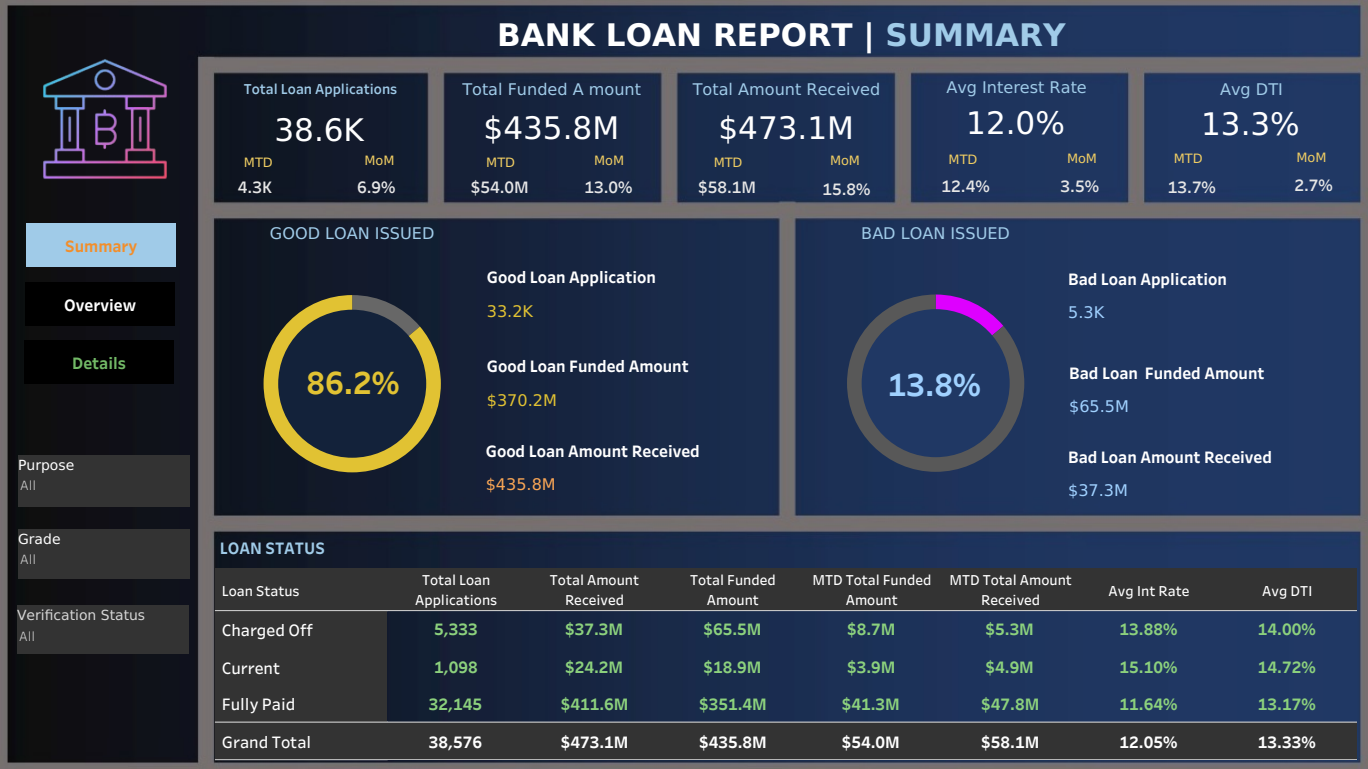 BANK LOAN REPORT | SUMMARY
Total Loan Applications
38.6K
MTD MoM
4.3K 6.9%
Total Funded A mount
$435.8M
MTD MoM
$54.0M 13.0%
Total Amount Received
$473.1M
MTD MoM
$58.1M 15.8%
Avg Interest Rate
12.0%
MTD MoM
12.4% 3.5%
Avg DTI
13.3%
MTD MoM
13.7% 2.7%
Summary
Overview
Details
Purpose
All
Grade
All
Verification Status
All
GOOD LOAN ISSUED
86.2%
Good Loan Application
33.2K
Good Loan Funded Amount
$370.2M
Good Loan Amount Received
$435.8M
BAD LOAN ISSUED
13.8%
Bad Loan Application
5.3K
Bad Loan  Funded Amount
$65.5M
Bad Loan Amount Received
$37.3M
LOAN STATUS
Loan Status
Total Loan
Applications
Total Amount
Received
Total Funded
Amount
MTD Total Funded
Amount
MTD Total Amount
Received
Avg Int Rate
Avg DTI
Charged Off 5,333 $37.3M $65.5M $8.7M $5.3M 13.88% 14.00%
Current 1,098 $24.2M $18.9M $3.9M $4.9M 15.10% 14.72%
Fully Paid 32,145 $411.6M $351.4M $41.3M $47.8M 11.64% 13.17%
Grand Total 38,576 $473.1M $435.8M $54.0M $58.1M 12.05% 13.33%